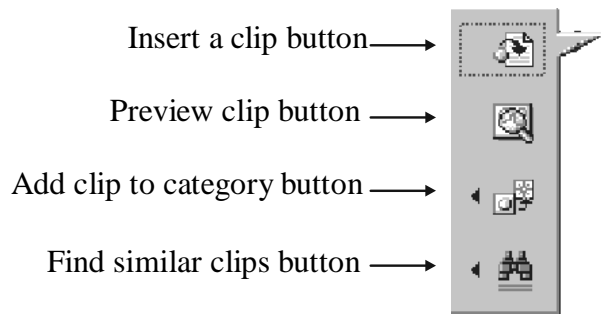 Insert a clip button
Preview clip button
Add clip to category button
Find similar clips button